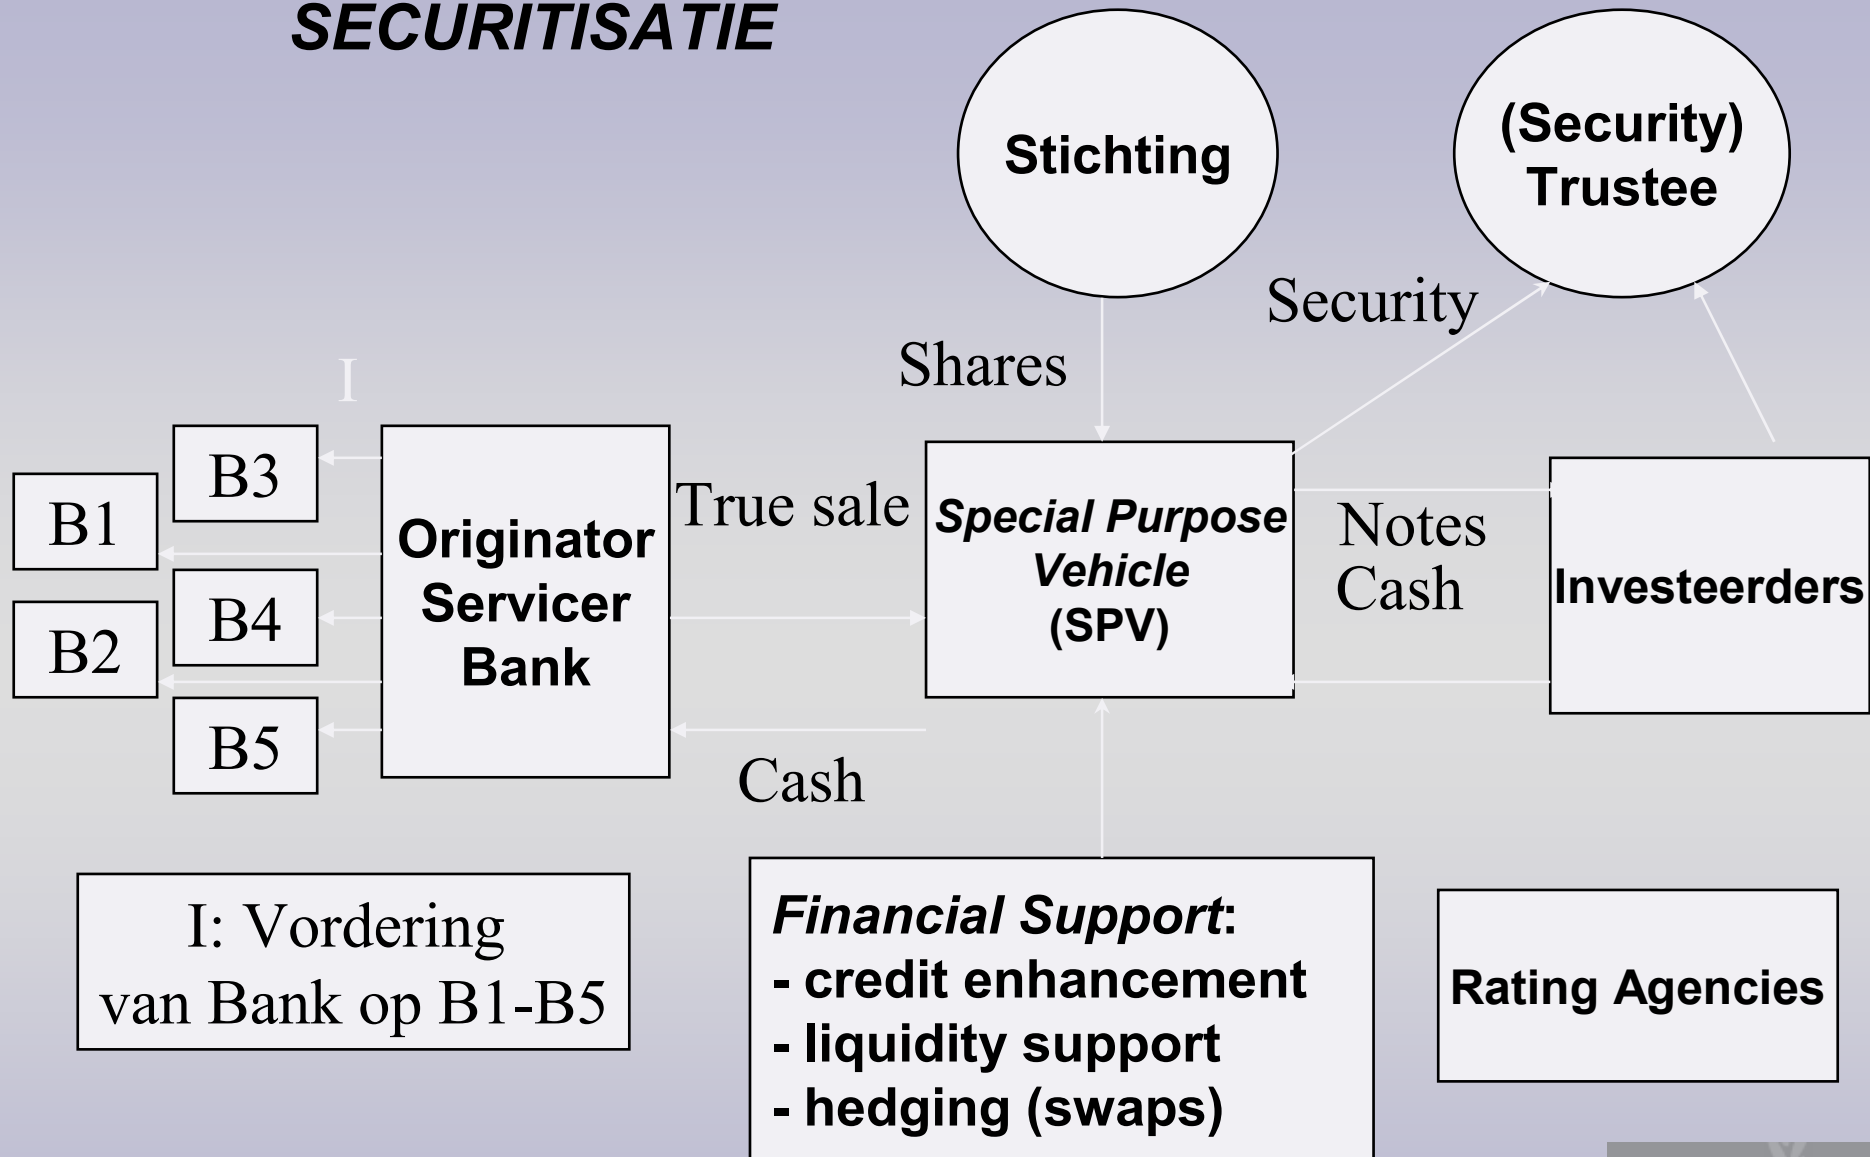 SECURITISATIE
Stichting
(Security)
Trustee
Security
Shares
I
B3
B1
B4
B2
B5
Originator
Servicer
Bank
True sale
Cash
Special Purpose
Vehicle
(SPV)
Notes
Cash
Investeerders
I: Vordering
van Bank op B1-B5
Financial Support:
- credit enhancement
- liquidity support
- hedging (swaps)
Rating Agencies